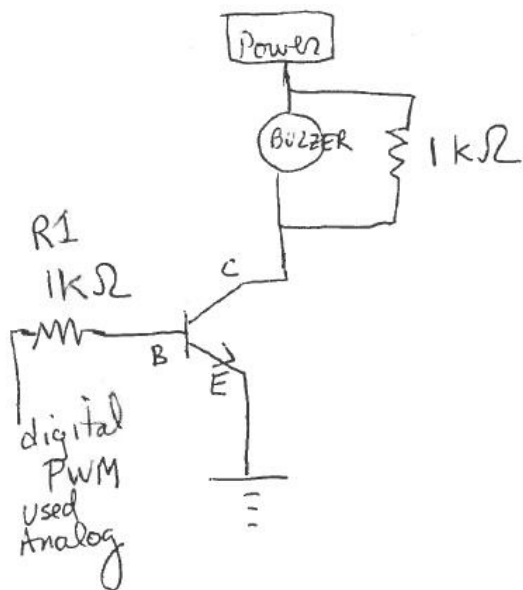 Power
BUZZER
1kΩ
R1
1kΩ
C
B
E
digital
PWM
used
Analog